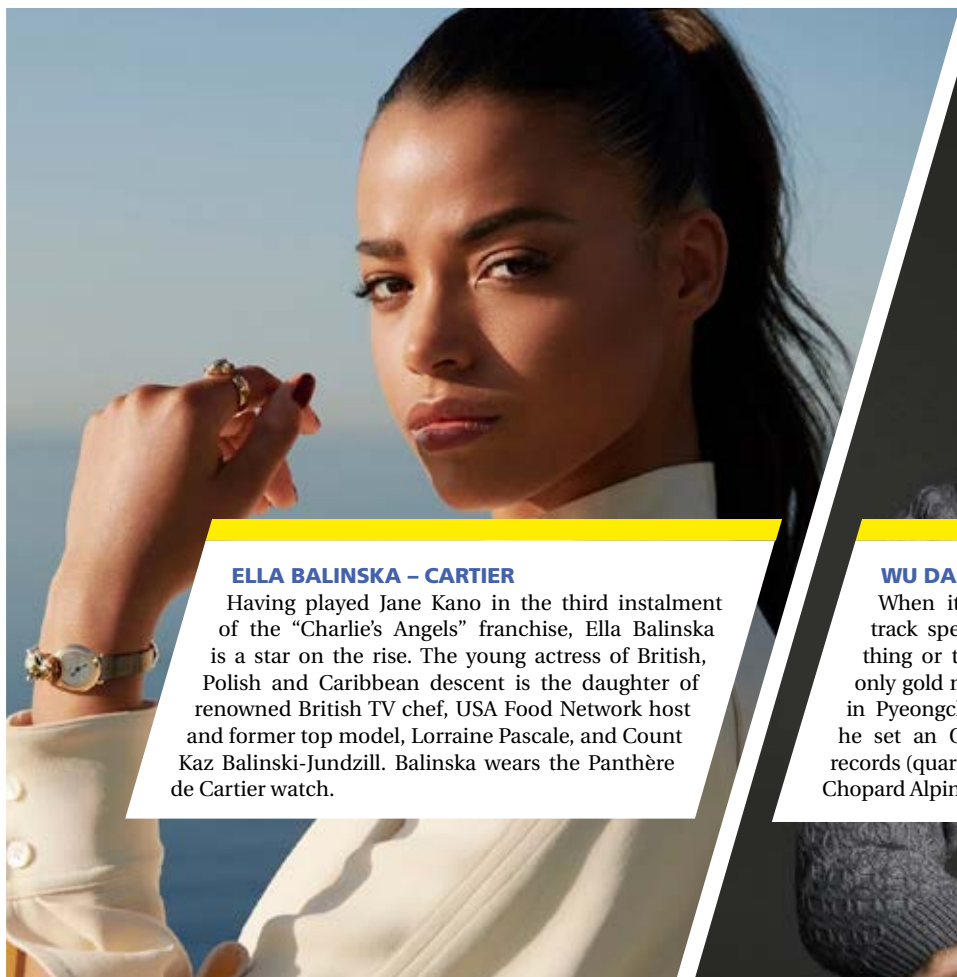 ELLA BALINSKA – CARTIER
Having played Jane Kano in the third instalment
of the “Charlie’s Angels” franchise, Ella Balinska
is a star on the rise. The young actress of British,
Polish and Caribbean descent is the daughter of
renowned British TV chef, USA Food Network host
and former top model, Lorraine Pascale, and Count
Kaz Balinski-Jundzill. Balinska wears the Panthère
de Cartier watch.
WU DA
When it
track spe
thing or t
only gold
in Pyeongc
he set an
records (quar
Chopard Alpin